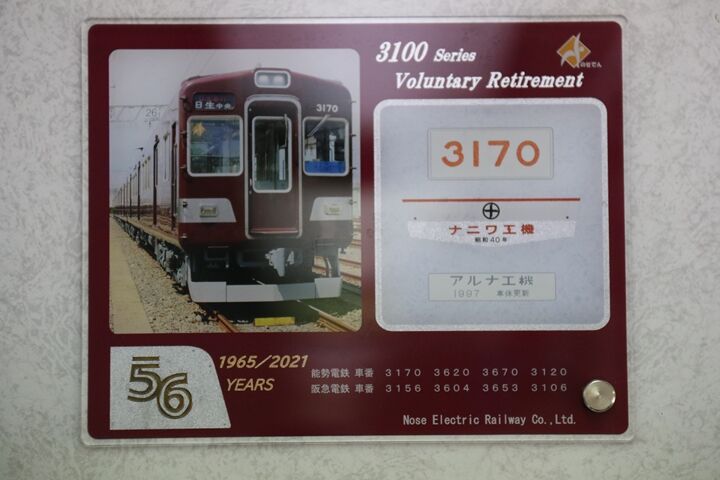 3100 Series
Voluntary Retirement
のせでん
日生中央
3170
26
3170
ナニワ工機
昭和40年
アルナ工機
1997 車体更新
56
1965/2021
YEARS
能勢電鉄 車番 3170 3620 3670 3120
阪急電鉄 車番 3156 3604 3653 3106
Nose Electric Railway Co.,Ltd.